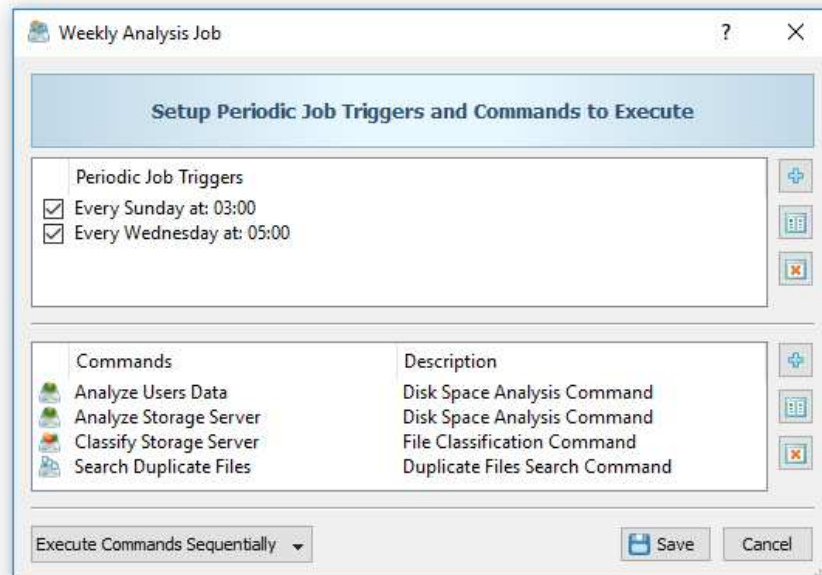 Weekly Analysis Job
?
Setup Periodic Job Triggers and Commands to Execute
Periodic Job Triggers
Every Sunday at: 03:00
Every Wednesday at: 05:00
Commands Description
Analyze Users Data Disk Space Analysis Command
Analyze Storage Server Disk Space Analysis Command
Classify Storage Server File Classification Command
Search Duplicate Files Duplicate Files Search Command
Execute Commands Sequentially Save Cancel